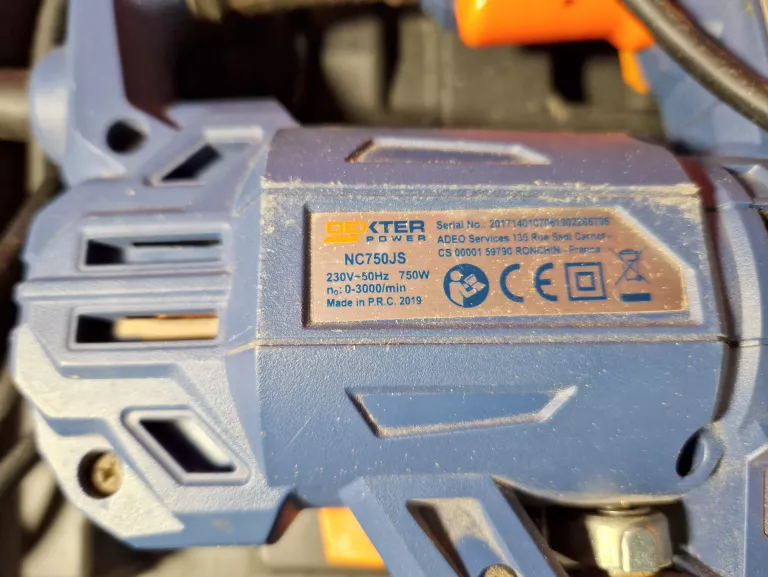 DEXTER
POWER
NC750JS
230V~50Hz 750W
n₀: 0-3000/min
Made in P.R.C. 2019
Serial No.:
ADEO Services 135 Rue Sadi Carnot -
CS 00001 59790 RONCHIN - France
CE